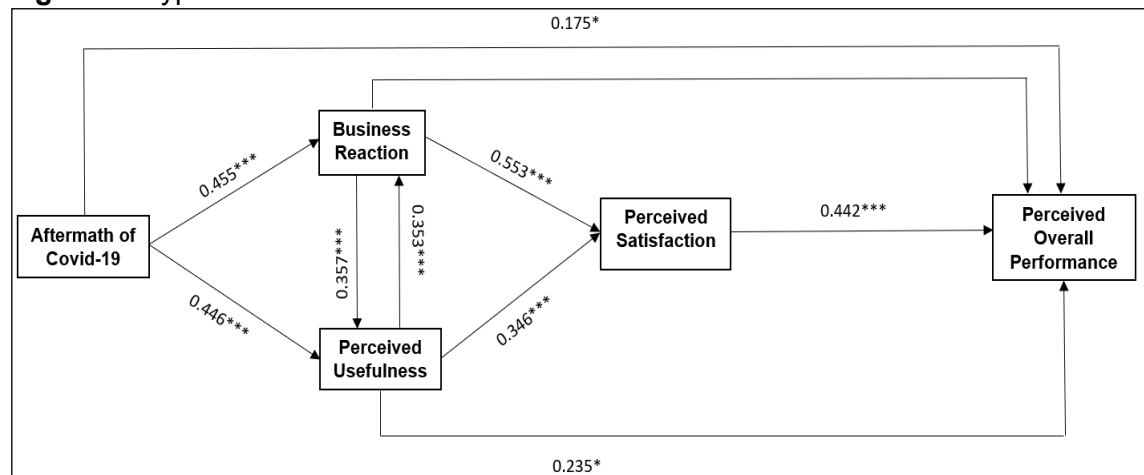 0.175*
Business
Reaction
0.455***
0.553***
Aftermath of
Covid-19
0.357***
0.353****
Perceived
Satisfaction
0.442***
Perceived
Overall
Performance
0.446***
Perceived
Usefulness
0.346***
0.235*